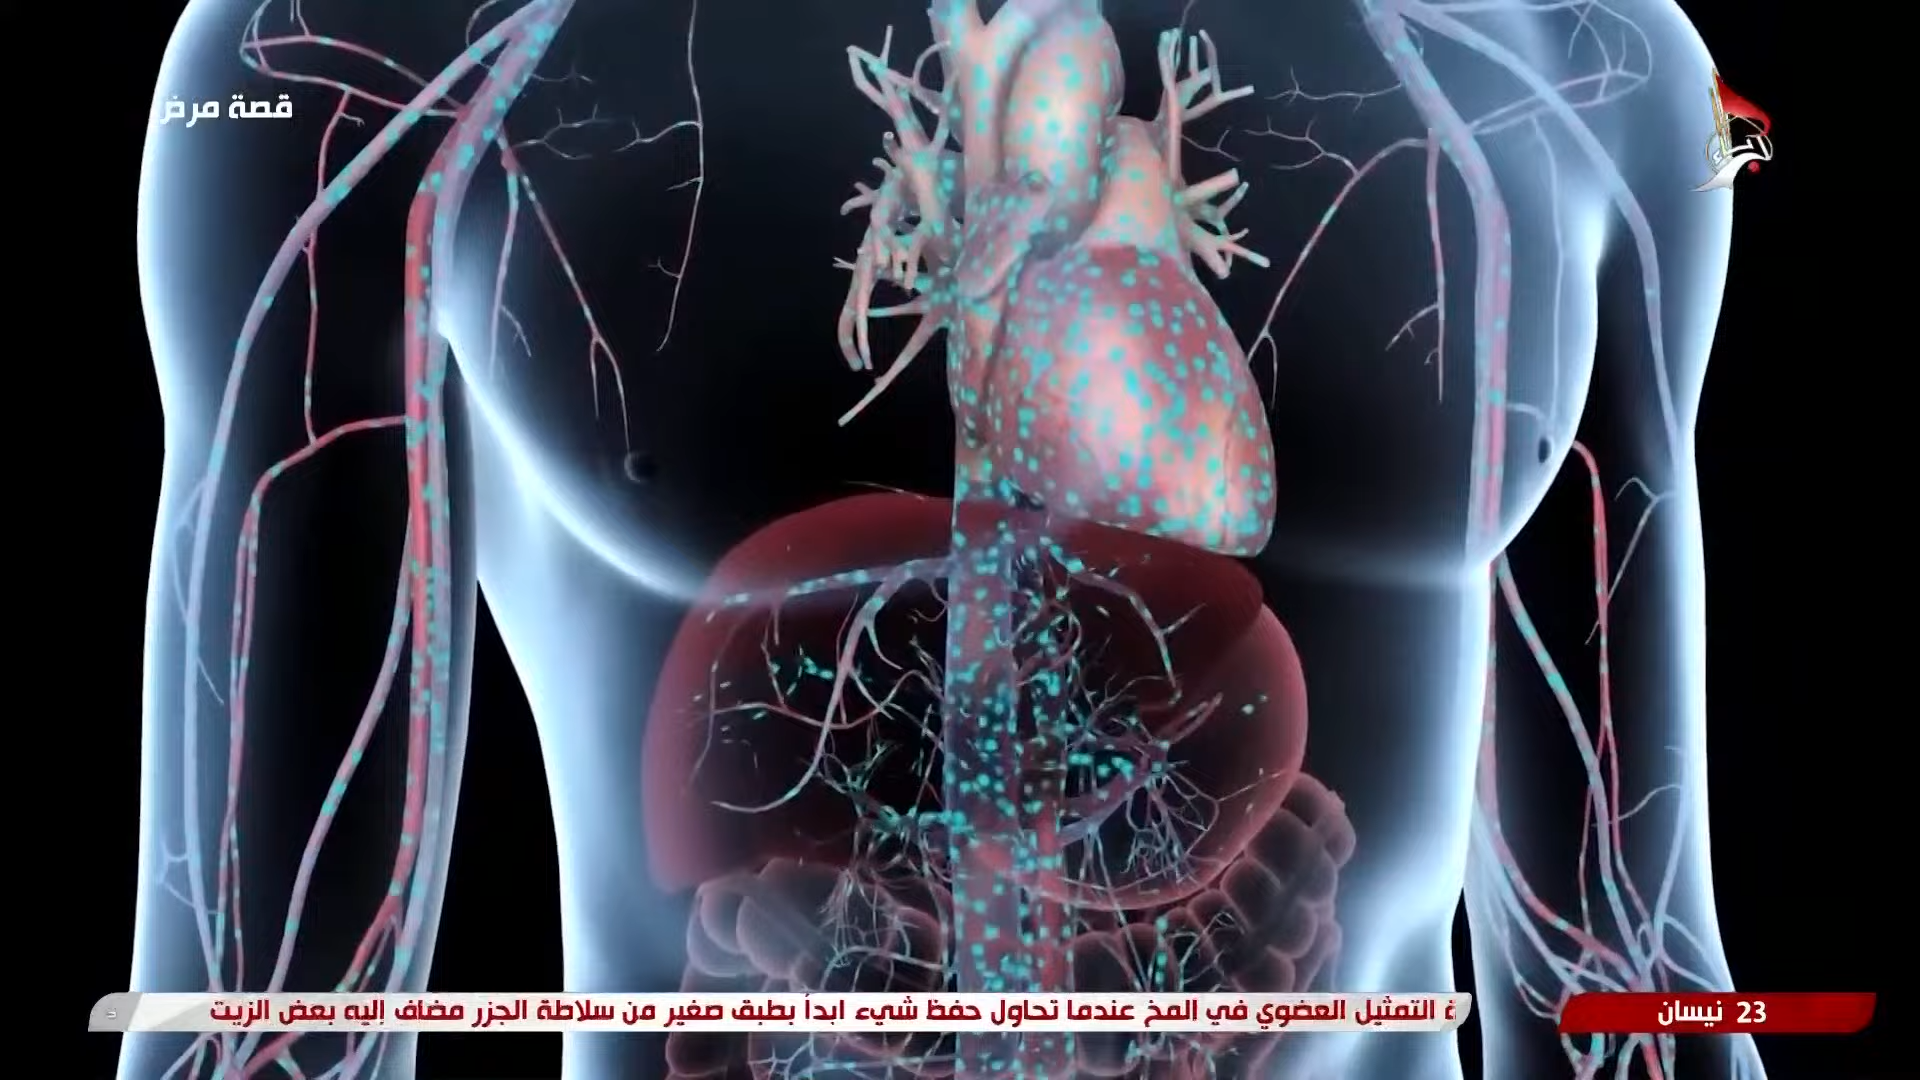 قصة مرض
التمثيل العضوي في المخ عندما تحاول حفظ شيء ابدأ بطبق صغير من سلاطة الجزر مضاف إليه بعض الزيت
23 نيسان